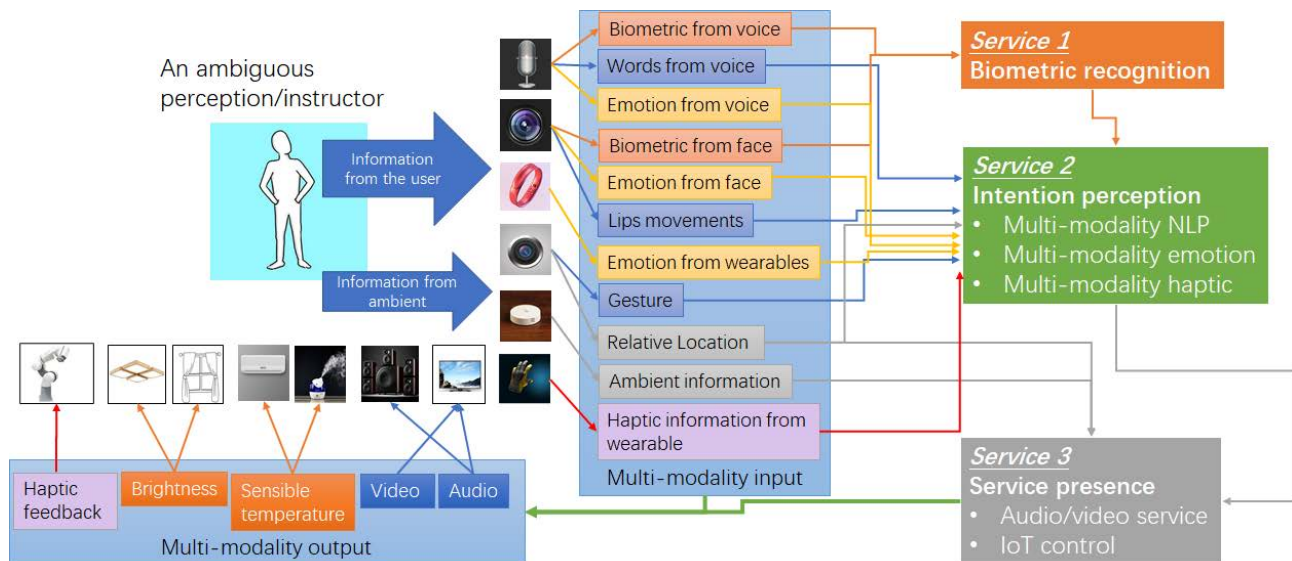 An ambiguous
perception/instructor
Information
from the user
Information from
ambient
Biometric from voice
Words from voice
Emotion from voice
Biometric from face
Emotion from face
Lips movements
Emotion from wearables
Gesture
Relative Location
Ambient information
Haptic information from
wearable
Multi-modality input
Service 1
Biometric recognition
Service 2
Intention perception
• Multi-modality NLP
• Multi-modality emotion
• Multi-modality haptic
Service 3
Service presence
• Audio/video service
• IoT control
Haptic
feedback
Brightness
Sensible
temperature
Video
Audio
Multi-modality output